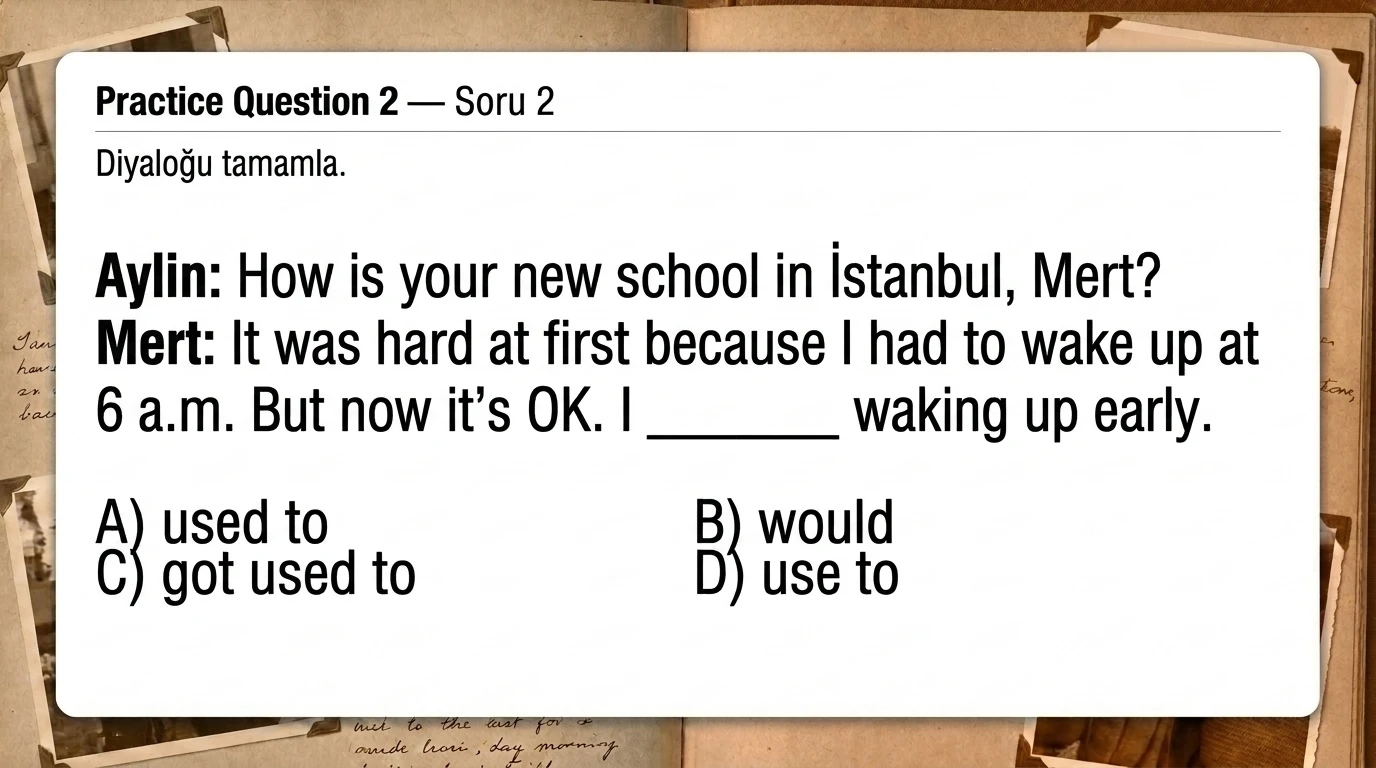 Practice Question 2 — Soru 2
Diyaloğu tamamla.
Aylin: How is your new school in İstanbul, Mert?
Mert: It was hard at first because I had to wake up at
6 a.m. But now it's OK. I ________ waking up early.
A) used to B) would
C) got used to D) use to